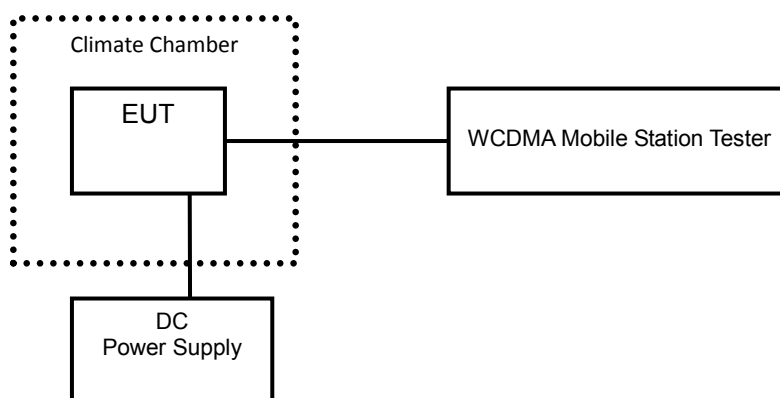 Climate Chamber
EUT
WCDMA Mobile Station Tester
DC
Power Supply